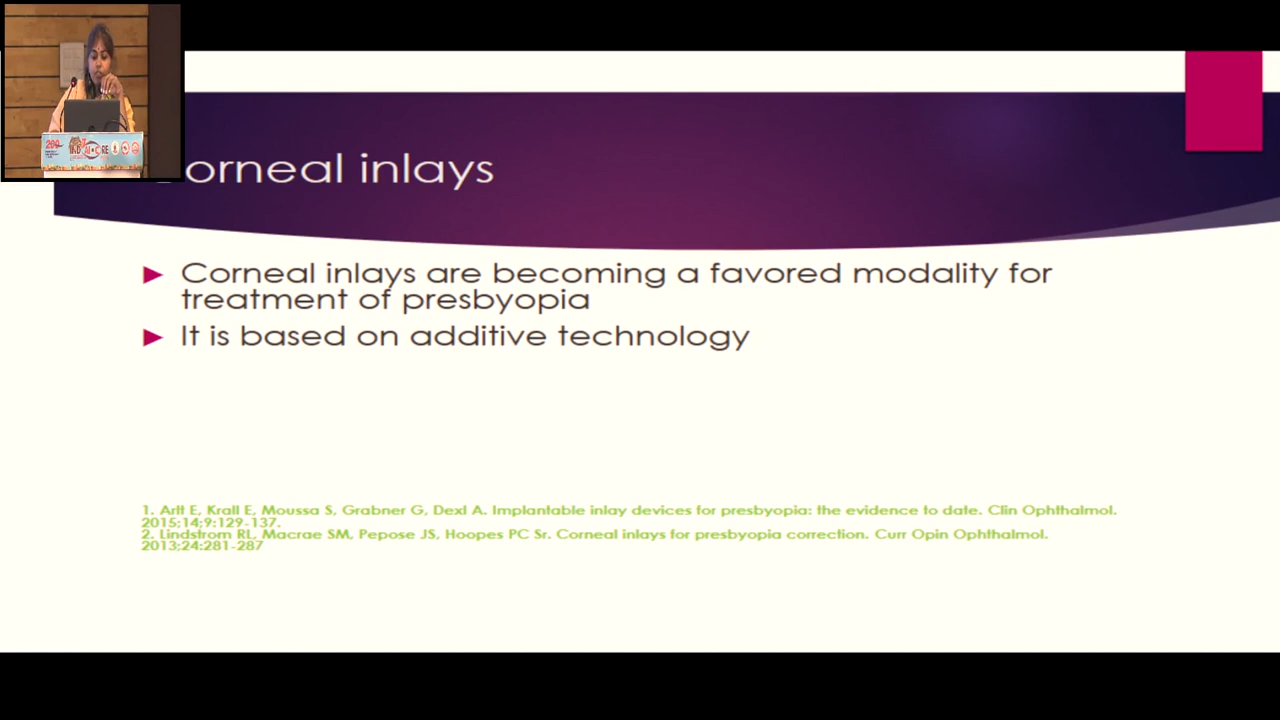 orneal inlays
Corneal inlays are becoming a favored modality for
treatment of presbyopia
It is based on additive technology
1. Arlt E, Krall E, Moussa S, Grabner G, Dexl A. Implantable inlay devices for presbyopia: the evidence to date. Clin Ophthalmol.
2015;14;9:129-137.
2. Lindstrom RL, Macrae SM, Pepose JS, Hoopes PC Sr. Corneal inlays for presbyopia correction. Curr Opin Ophthalmol.
2013;24:281-287